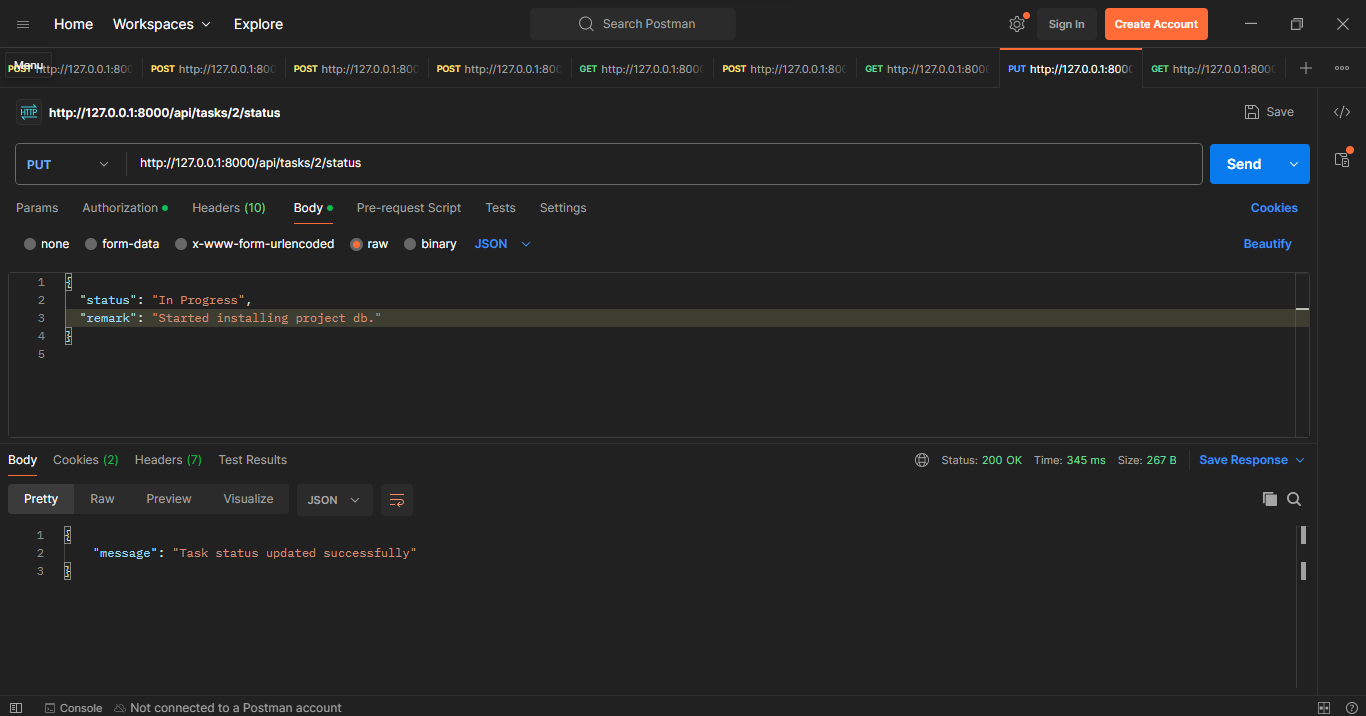 Home Workspaces Explore Search Postman Sign In Create Account
Menu
POST http://127.0.0.1:800 POST http://127.0.0.1:800 POST http://127.0.0.1:800 POST http://127.0.0.1:800 GET http://127.0.0.1:800 POST http://127.0.0.1:800 GET http://127.0.0.1:800 PUT http://127.0.0.1:800 GET http://127.0.0.1:800
HTTP http://127.0.0.1:8000/api/tasks/2/status Save
PUT http://127.0.0.1:8000/api/tasks/2/status Send
Params Authorization Headers (10) Body Pre-request Script Tests Settings Cookies
none form-data x-www-form-urlencoded raw binary JSON Beautify
1 {
2 "status": "In Progress",
3 "remark": "Started installing project db."
4 }
5
Body Cookies (2) Headers (7) Test Results Status: 200 OK Time: 345 ms Size: 267 B Save Response
Pretty Raw Preview Visualize JSON
1 {
2 "message": "Task status updated successfully"
3 }
Console Not connected to a Postman account